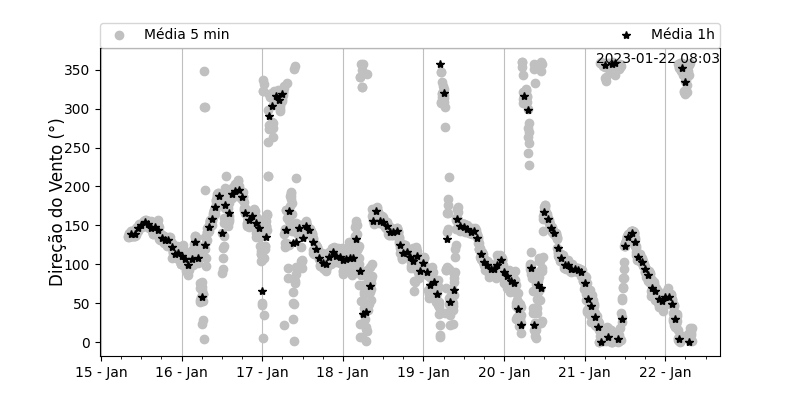 Média 5 min
Média 1h
2023-01-22 08:03
Direção do Vento (°)
350
300
250
200
150
100
50
0
15 - Jan
16 - Jan
17 - Jan
18 - Jan
19 - Jan
20 - Jan
21 - Jan
22 - Jan